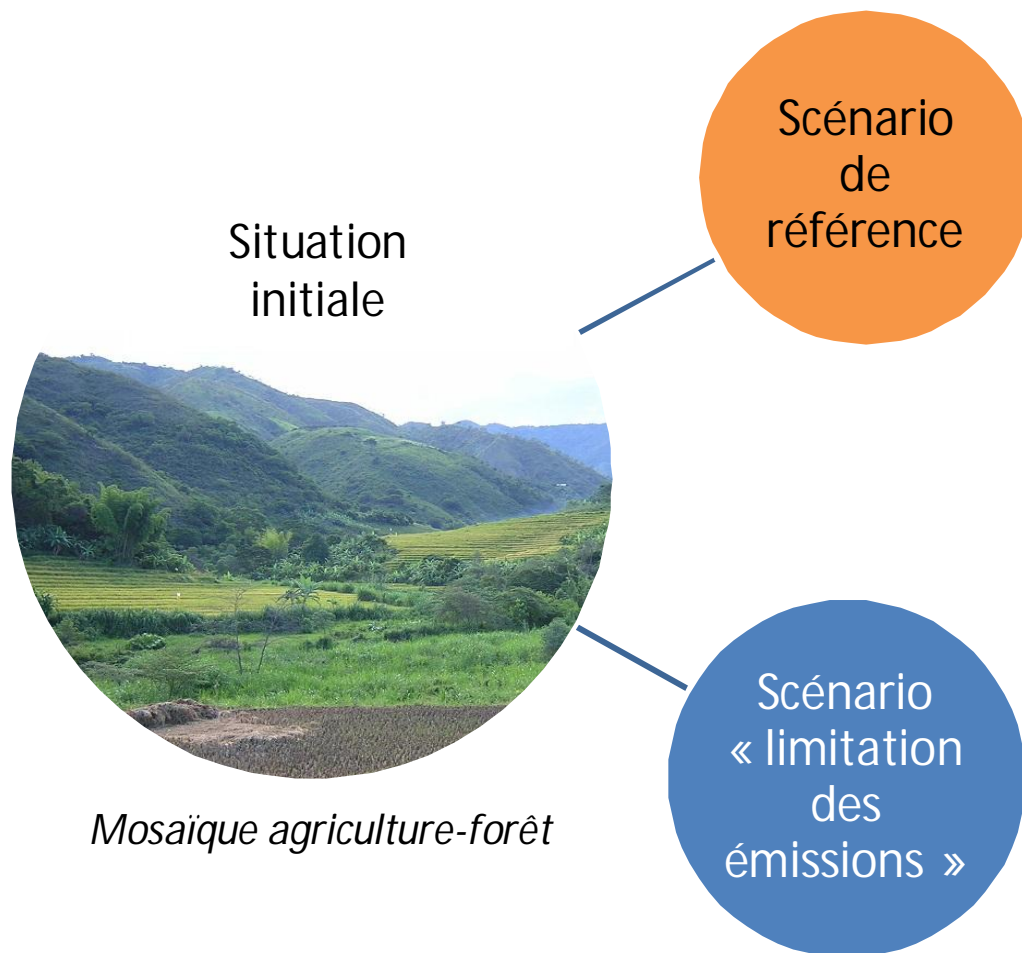 Situation
initiale
Mosaïque agriculture-forêt
Scénario
de
référence
Scénario
« limitation
des
émissions »